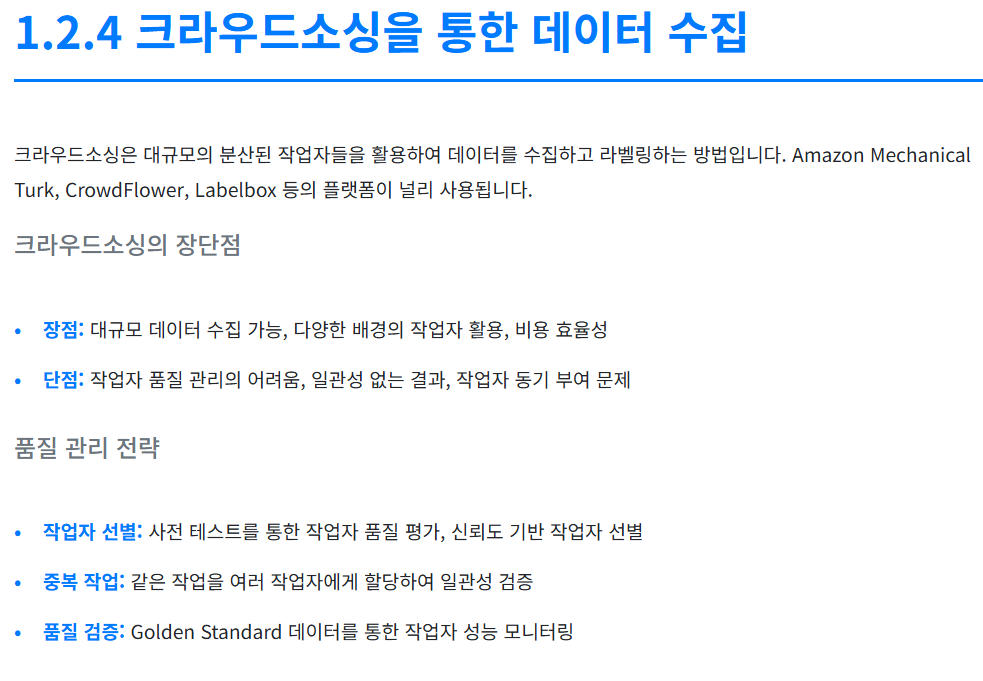 1.2.4 크라우드소싱을 통한 데이터 수집
크라우드소싱은 대규모의 분산된 작업자들을 활용하여 데이터를 수집하고 라벨링하는 방법입니다. Amazon Mechanical
Turk, CrowdFlower, Labelbox 등의 플랫폼이 널리 사용됩니다.
크라우드소싱의 장단점
• 장점: 대규모 데이터 수집 가능, 다양한 배경의 작업자 활용, 비용 효율성
• 단점: 작업자 품질 관리의 어려움, 일관성 없는 결과, 작업자 동기 부여 문제
품질 관리 전략
• 작업자 선별: 사전 테스트를 통한 작업자 품질 평가, 신뢰도 기반 작업자 선별
• 중복 작업: 같은 작업을 여러 작업자에게 할당하여 일관성 검증
• 품질 검증: Golden Standard 데이터를 통한 작업자 성능 모니터링